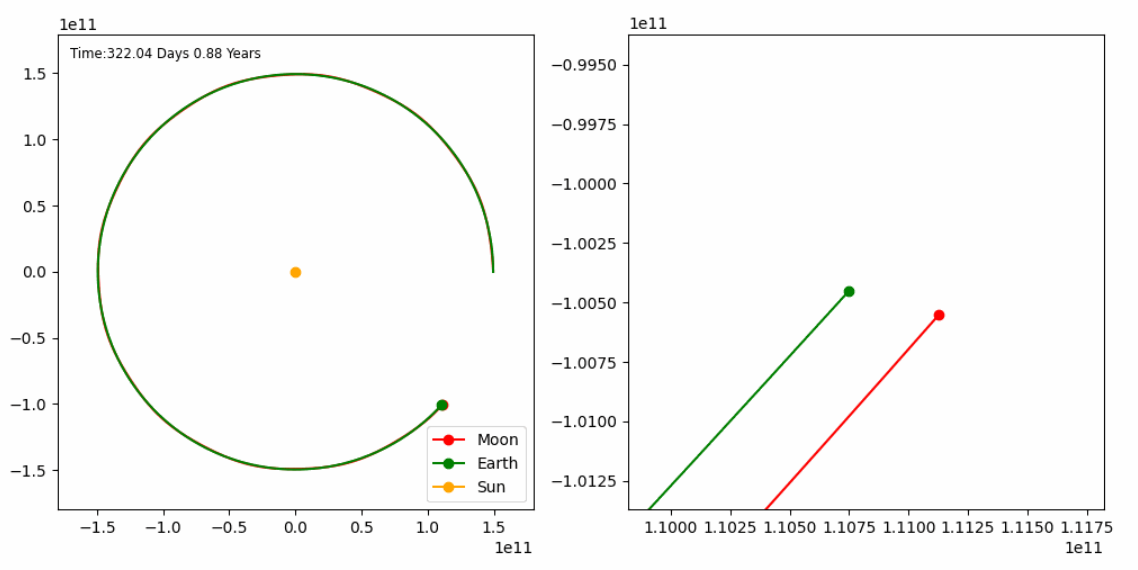 1e11
Time:322.04 Days 0.88 Years
1.5
1.0
0.5
0.0
−0.5
−1.0
−1.5
Moon
Earth
Sun
−1.5 −1.0 −0.5 0.0 0.5 1.0 1.5
1e11
1e11
−0.9950
−0.9975
−1.0000
−1.0025
−1.0050
−1.0075
−1.0100
−1.0125
1.1000 1.1025 1.1050 1.1075 1.1100 1.1125 1.1150 1.1175
1e11